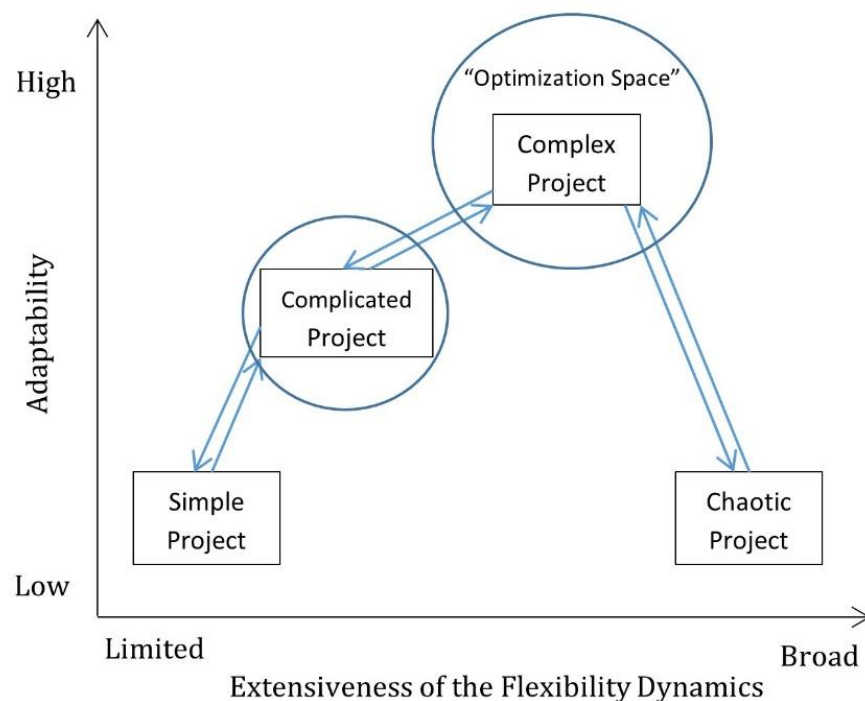 High
“Optimization Space”
Complex
Project
Complicated
Project
Adaptability
Simple
Project
Chaotic
Project
Low
Limited
Broad
Extensiveness of the Flexibility Dynamics